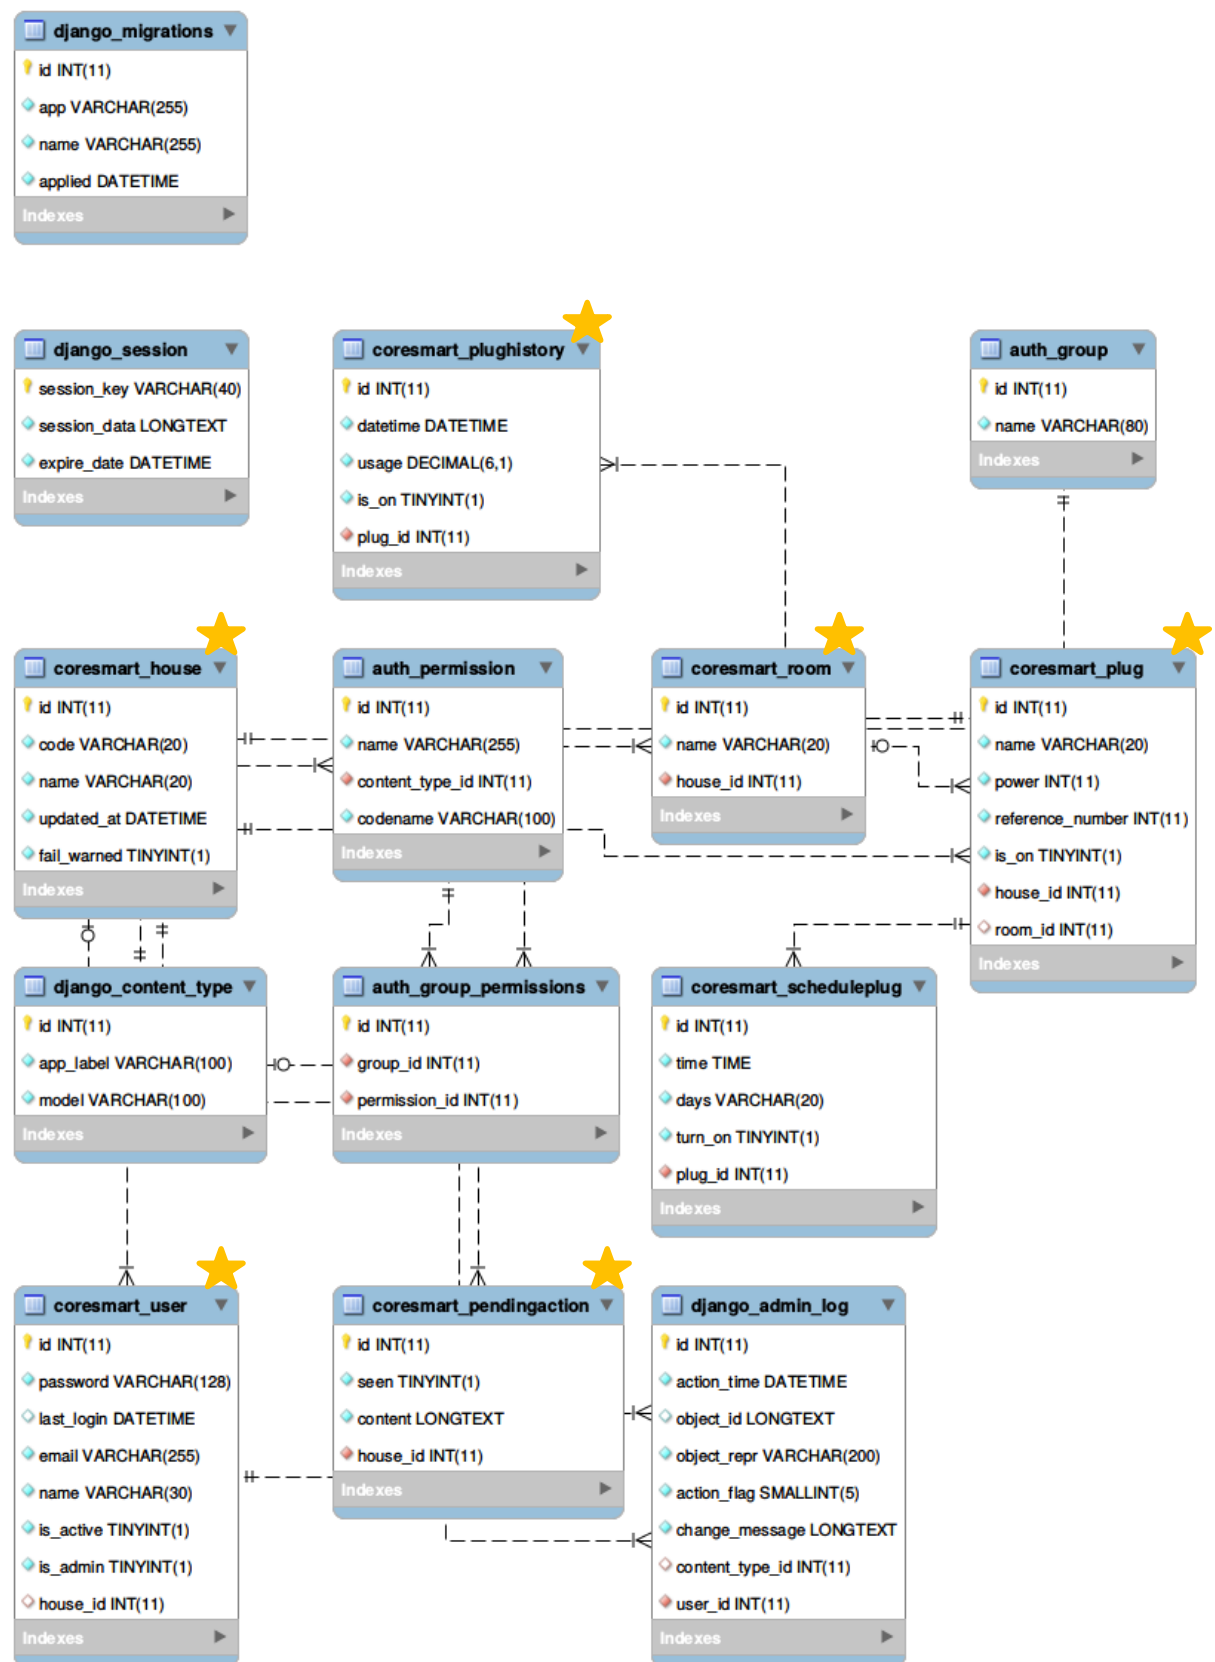 django_migrations
id INT(11)
app VARCHAR(255)
name VARCHAR(255)
applied DATETIME
Indexes
django_session
session_key VARCHAR(40)
session_data LONGTEXT
expire_date DATETIME
Indexes
coresmart_plughistory
id INT(11)
datetime DATETIME
usage DECIMAL(6,1)
is_on TINYINT(1)
plug_id INT(11)
Indexes
auth_group
id INT(11)
name VARCHAR(80)
Indexes
coresmart_house
id INT(11)
code VARCHAR(20)
name VARCHAR(20)
updated_at DATETIME
fail_warned TINYINT(1)
Indexes
auth_permission
id INT(11)
name VARCHAR(255)
content_type_id INT(11)
codename VARCHAR(100)
Indexes
coresmart_room
id INT(11)
name VARCHAR(20)
house_id INT(11)
Indexes
coresmart_plug
id INT(11)
name VARCHAR(20)
power INT(11)
reference_number INT(11)
is_on TINYINT(1)
house_id INT(11)
room_id INT(11)
Indexes
django_content_type
id INT(11)
app_label VARCHAR(100)
model VARCHAR(100)
Indexes
auth_group_permissions
id INT(11)
group_id INT(11)
permission_id INT(11)
Indexes
coresmart_scheduleplug
id INT(11)
time TIME
days VARCHAR(20)
turn_on TINYINT(1)
plug_id INT(11)
Indexes
coresmart_user
id INT(11)
password VARCHAR(128)
last_login DATETIME
email VARCHAR(255)
name VARCHAR(30)
is_active TINYINT(1)
is_admin TINYINT(1)
house_id INT(11)
Indexes
coresmart_pendingaction
id INT(11)
seen TINYINT(1)
content LONGTEXT
house_id INT(11)
Indexes
django_admin_log
id INT(11)
action_time DATETIME
object_id LONGTEXT
object_repr VARCHAR(200)
action_flag SMALLINT(5)
change_message LONGTEXT
content_type_id INT(11)
user_id INT(11)
Indexes